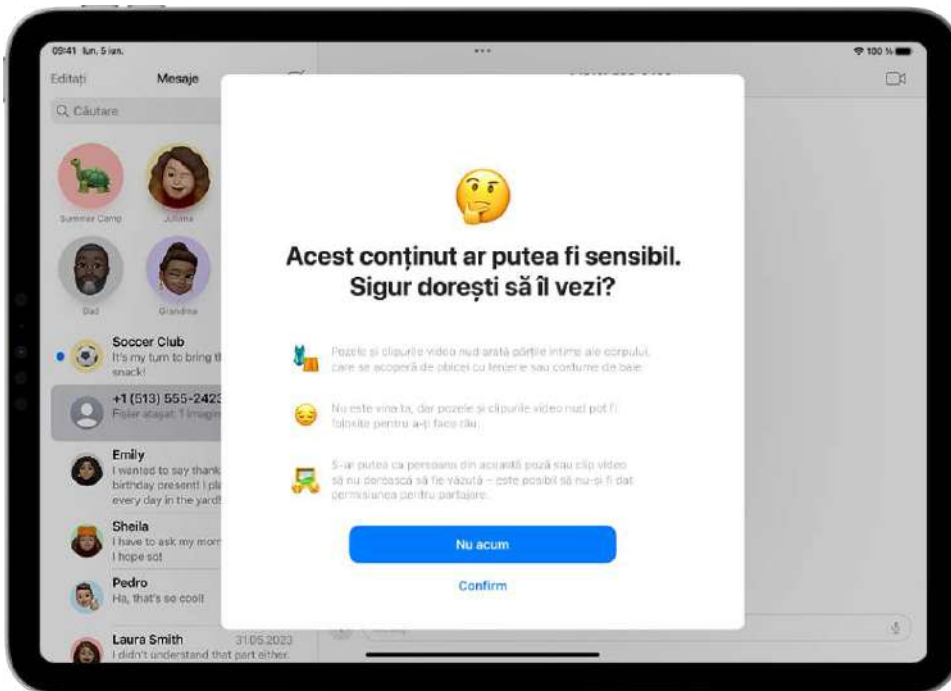 09:41 lun. 5 iun.
100 %
Editați
Mesaje
Căutare
Summer Camp
Juliana
Dad
Grandma
Soccer Club
It's my turn to bring
snack!
+1 (513) 555-2423
Fișier atașat: 1
Emily
I wanted to say thank
birthday present! I
every day in the yard!
Sheila
I have to ask my mom
I hope so!
Pedro
Ha, that's so cool!
Laura Smith
31.05.2023
I didn't understand that part either.
Acest conținut ar putea fi sensibil.
Sigur dorești să îl vezi?
Pozele și clipurile video nud arată părțile intime ale corpului,
care se acoperă de obicei cu lenjerie sau costume de baie.
Nu este vina ta, dar pozele și clipurile video nud pot fi
folosite pentru a-ți face rău.
S-ar putea ca persoana din această poză sau clip video
să nu dorească să fie văzută – este posibil să nu-și fi dat
permisiunea pentru partajare.
Nu acum
Confirm